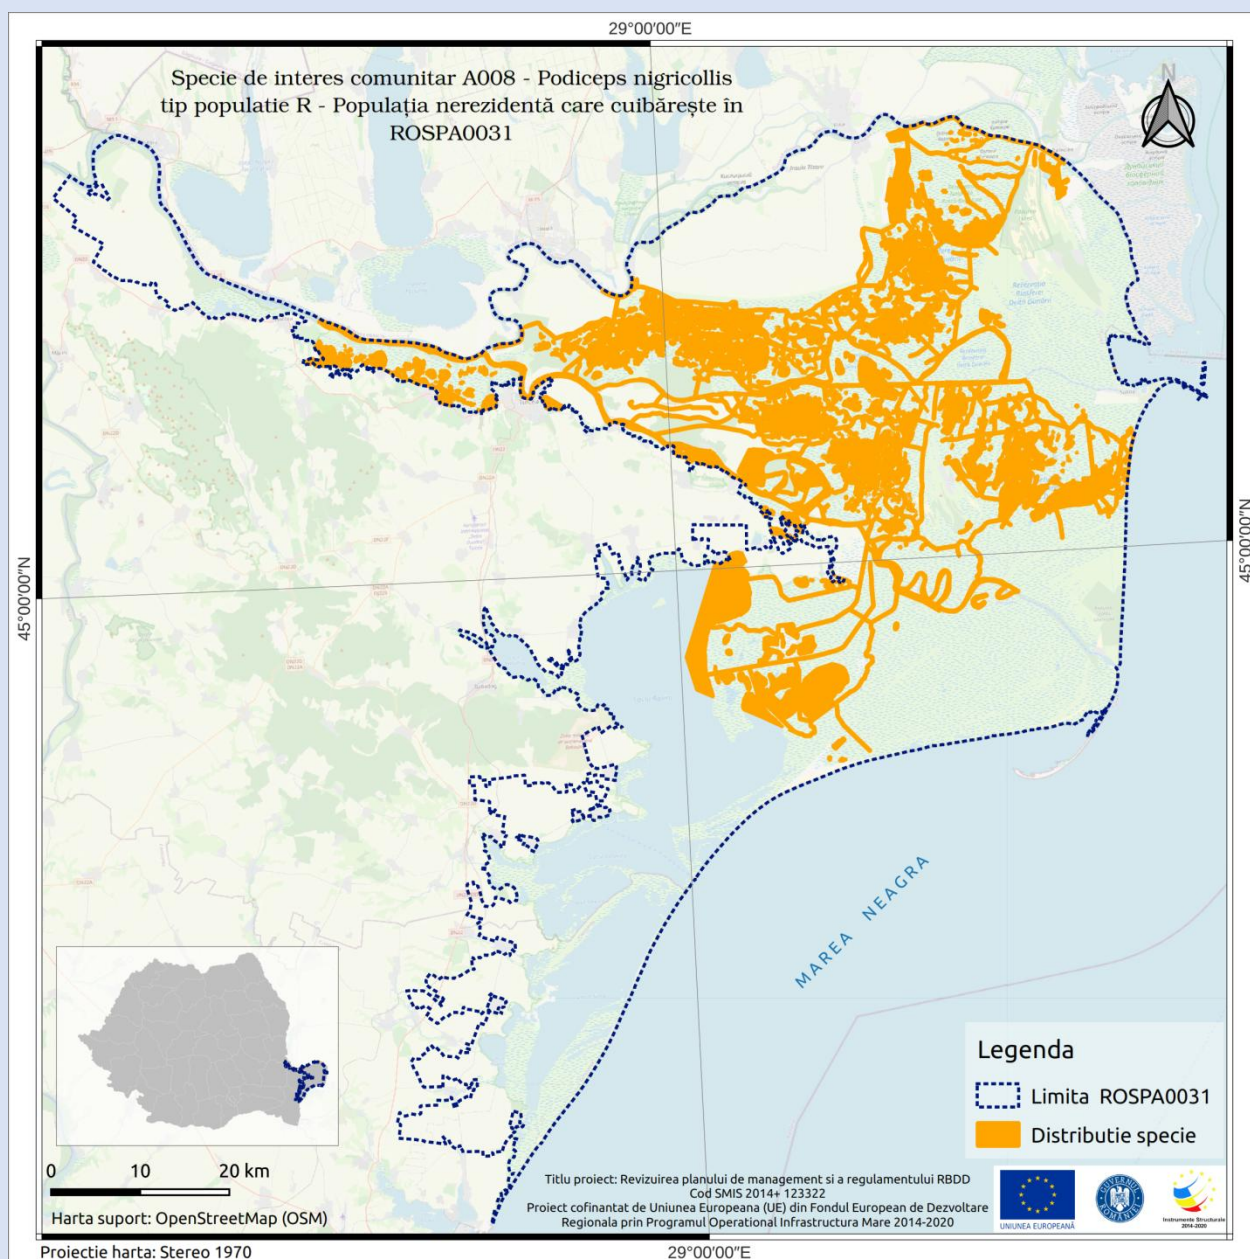 29°00'00"E
Specie de interes comunitar A008 - Podiceps nigricollis
tip populatie R - Populația nerezidentă care cuibărește în
ROSPA0031
N
45°00'00"N
45°00'00"N
MAREA NEAGRA
Legenda
Limita ROSPA0031
Distributie specie
0 10 20 km
Harta suport: OpenStreetMap (OSM)
Titlu proiect: Revizuirea planului de management si a regulamentului RBDD
Cod SMIS 2014+ 123322
Proiect cofinantat de Uniunea Europeana (UE) din Fondul European de Dezvoltare
Regionala prin Programul Operational Infrastructura Mare 2014-2020
UNIUNEA EUROPEANĂ
GUVERNUL ROMÂNIEI
Instrumente Structurale
2014-2020
Proiectie harta: Stereo 1970
29°00'00"E